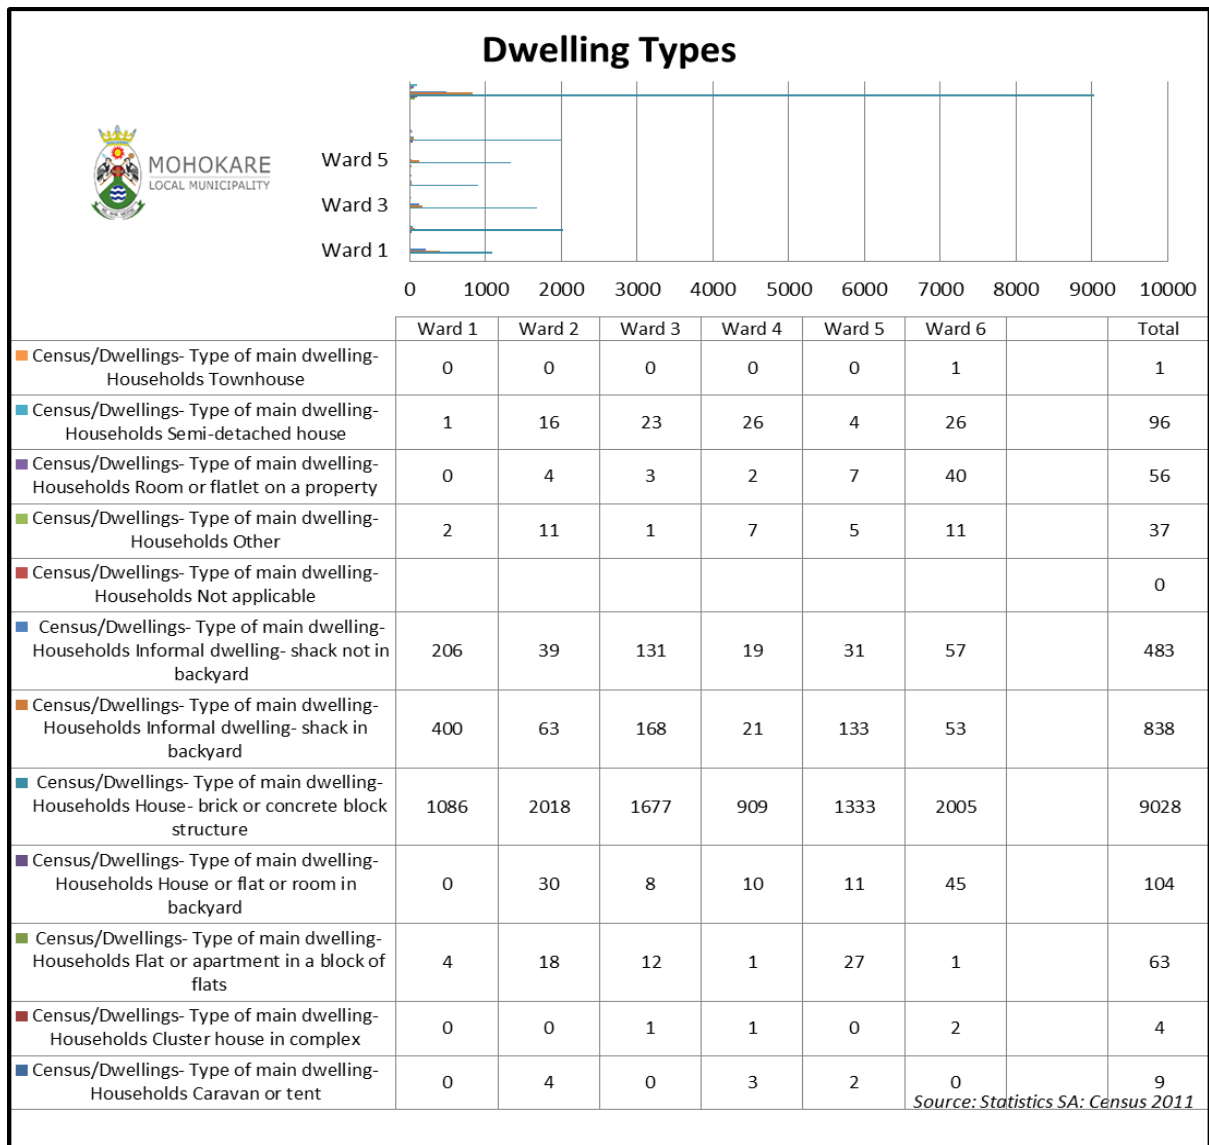 Dwelling Types
MOHOKARE
LOCAL MUNICIPALITY
Ward 5
Ward 3
Ward 1
0 1000 2000 3000 4000 5000 6000 7000 8000 9000 10000
Ward 1 Ward 2 Ward 3 Ward 4 Ward 5 Ward 6 Total
Census/Dwellings- Type of main dwelling-
Households Townhouse
0 0 0 0 0 1 1
Census/Dwellings- Type of main dwelling-
Households Semi-detached house
1 16 23 26 4 26 96
Census/Dwellings- Type of main dwelling-
Households Room or flatlet on a property
0 4 3 2 7 40 56
Census/Dwellings- Type of main dwelling-
Households Other
2 11 1 7 5 11 37
Census/Dwellings- Type of main dwelling-
Households Not applicable
0
Census/Dwellings- Type of main dwelling-
Households Informal dwelling- shack not in
backyard
206 39 131 19 31 57 483
Census/Dwellings- Type of main dwelling-
Households Informal dwelling- shack in
backyard
400 63 168 21 133 53 838
Census/Dwellings- Type of main dwelling-
Households House- brick or concrete block
structure
1086 2018 1677 909 1333 2005 9028
Census/Dwellings- Type of main dwelling-
Households House or flat or room in
backyard
0 30 8 10 11 45 104
Census/Dwellings- Type of main dwelling-
Households Flat or apartment in a block of
flats
4 18 12 1 27 1 63
Census/Dwellings- Type of main dwelling-
Households Cluster house in complex
0 0 1 1 0 2 4
Census/Dwellings- Type of main dwelling-
Households Caravan or tent
0 4 0 3 2 0 9
Source: Statistics SA: Census 2011